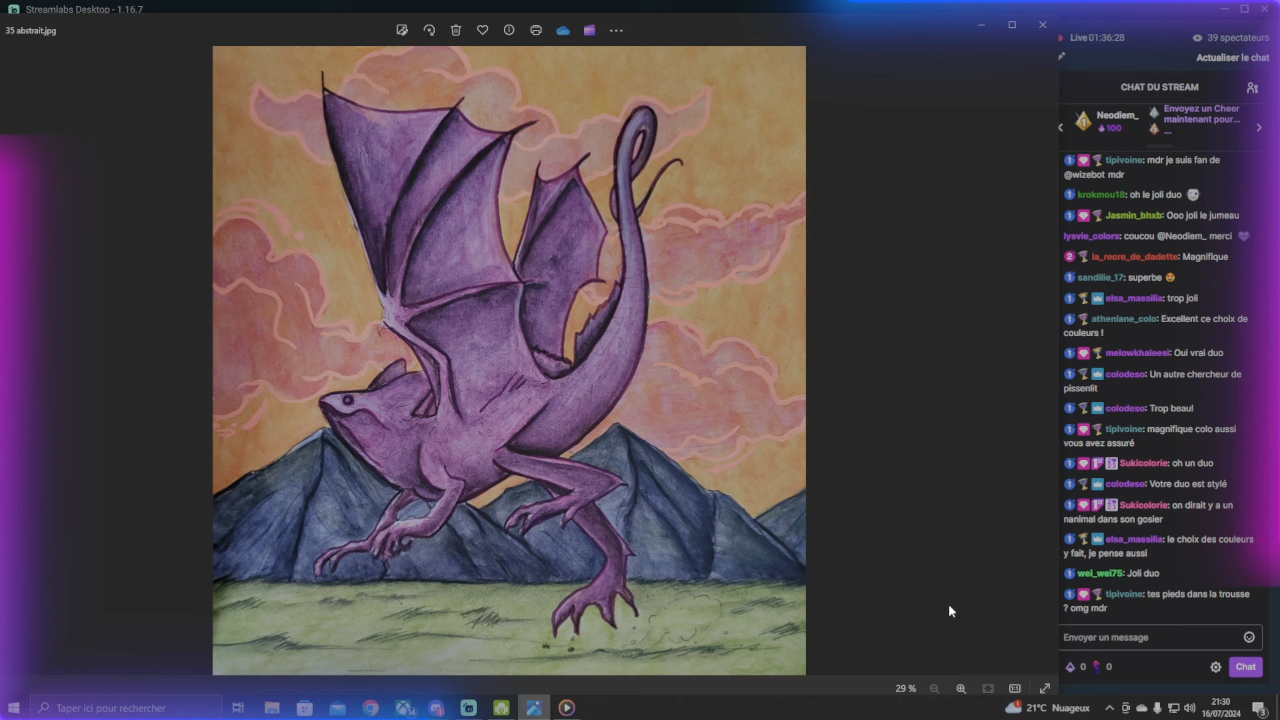 Streamlabs Desktop - 1.16.7
35 abstrait.jpg
Live 01:36:28
39 spectateurs
Actualiser le chat
CHAT DU STREAM
Neodiem_
100
Envoyez un Cheer
maintenant pour...
...
tipivoine: mdr je suis fan de
@wizebot mdr
krokmou18: oh le joli duo
Jasmin_bhxb: Ooo joli le jumeau
lysvie_colors: coucou @Neodiem_ merci
la_recre_de_dadette: Magnifique
sandilie_17: superbe
elsa_massilia: trop joli
atheniane_colo: Excellent ce choix de
couleurs !
melowkhaleesi: Oui vrai duo
colodeso: Un autre chercheur de
pissenlit
colodeso: Trop beau!
tipivoine: magnifique colo aussi
vous avez assuré
Sukicolorie: oh un duo
colodeso: Votre duo est stylé
Sukicolorie: on dirait y a un
nanimal dans son gosier
elsa_massilia: le choix des couleurs
y fait, je pense aussi
wei_wei75: Joli duo
tipivoine: tes pieds dans la trousse
? omg mdr
Envoyer un message
0 0
Chat
29 %
Taper ici pour rechercher
21°C Nuageux
21:30
16/07/2024